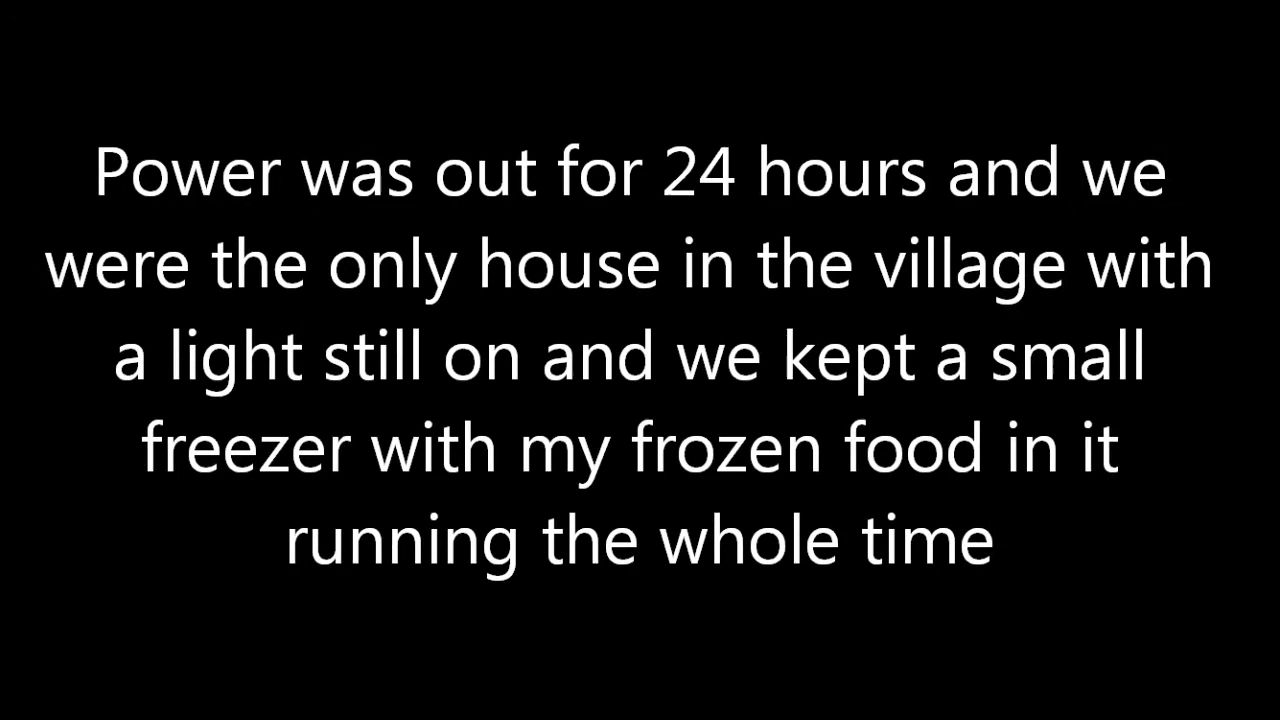 Power was out for 24 hours and we
were the only house in the village with
a light still on and we kept a small
freezer with my frozen food in it
running the whole time